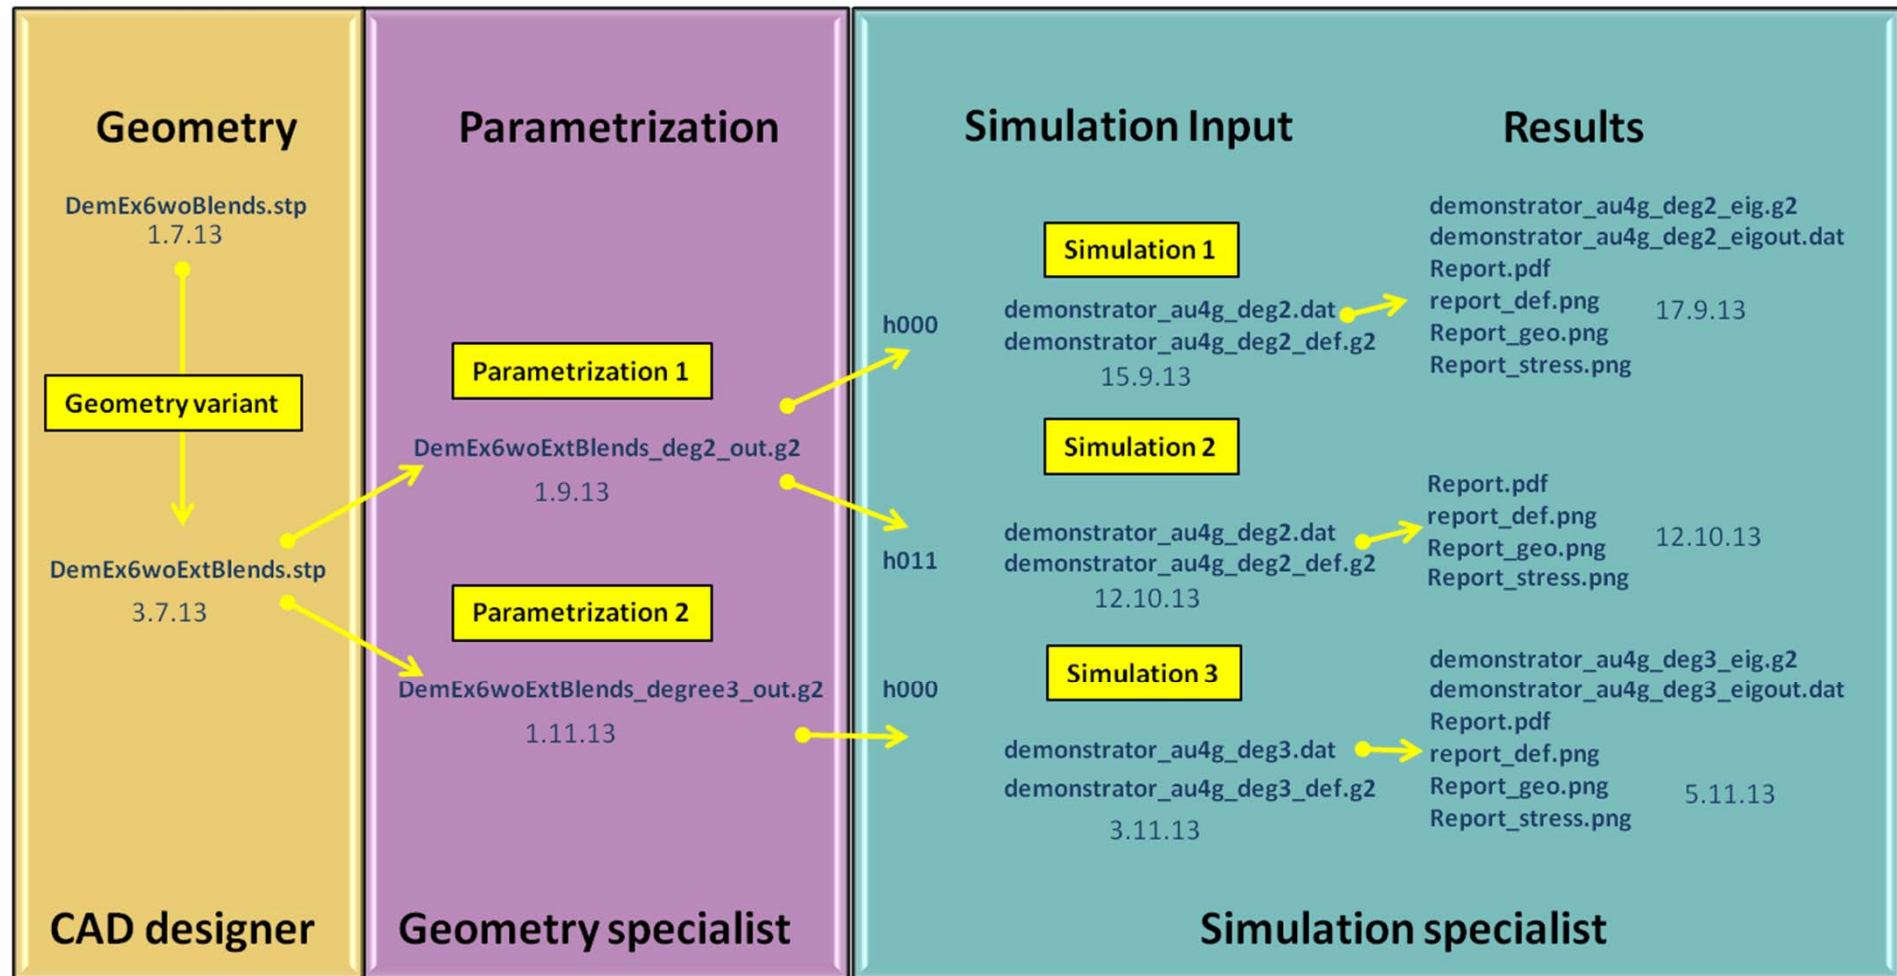 Geometry
DemEx6woBlends.stp
1.7.13
Geometry variant
DemEx6woExtBlends.stp
3.7.13
CAD designer
Parametrization
Parametrization 1
DemEx6woExtBlends_deg2_out.g2
1.9.13
Parametrization 2
DemEx6woExtBlends_degree3_out.g2
1.11.13
Geometry specialist
Simulation Input
Results
h000
Simulation 1
demonstrator_au4g_deg2.dat
demonstrator_au4g_deg2_def.g2
15.9.13
demonstrator_au4g_deg2_eig.g2
demonstrator_au4g_deg2_eigout.dat
Report.pdf
report_def.png
17.9.13
Report_geo.png
Report_stress.png
h011
Simulation 2
demonstrator_au4g_deg2.dat
demonstrator_au4g_deg2_def.g2
12.10.13
Report.pdf
report_def.png
12.10.13
Report_geo.png
Report_stress.png
h000
Simulation 3
demonstrator_au4g_deg3.dat
demonstrator_au4g_deg3_def.g2
3.11.13
demonstrator_au4g_deg3_eig.g2
demonstrator_au4g_deg3_eigout.dat
Report.pdf
report_def.png
Report_geo.png
5.11.13
Report_stress.png
Simulation specialist